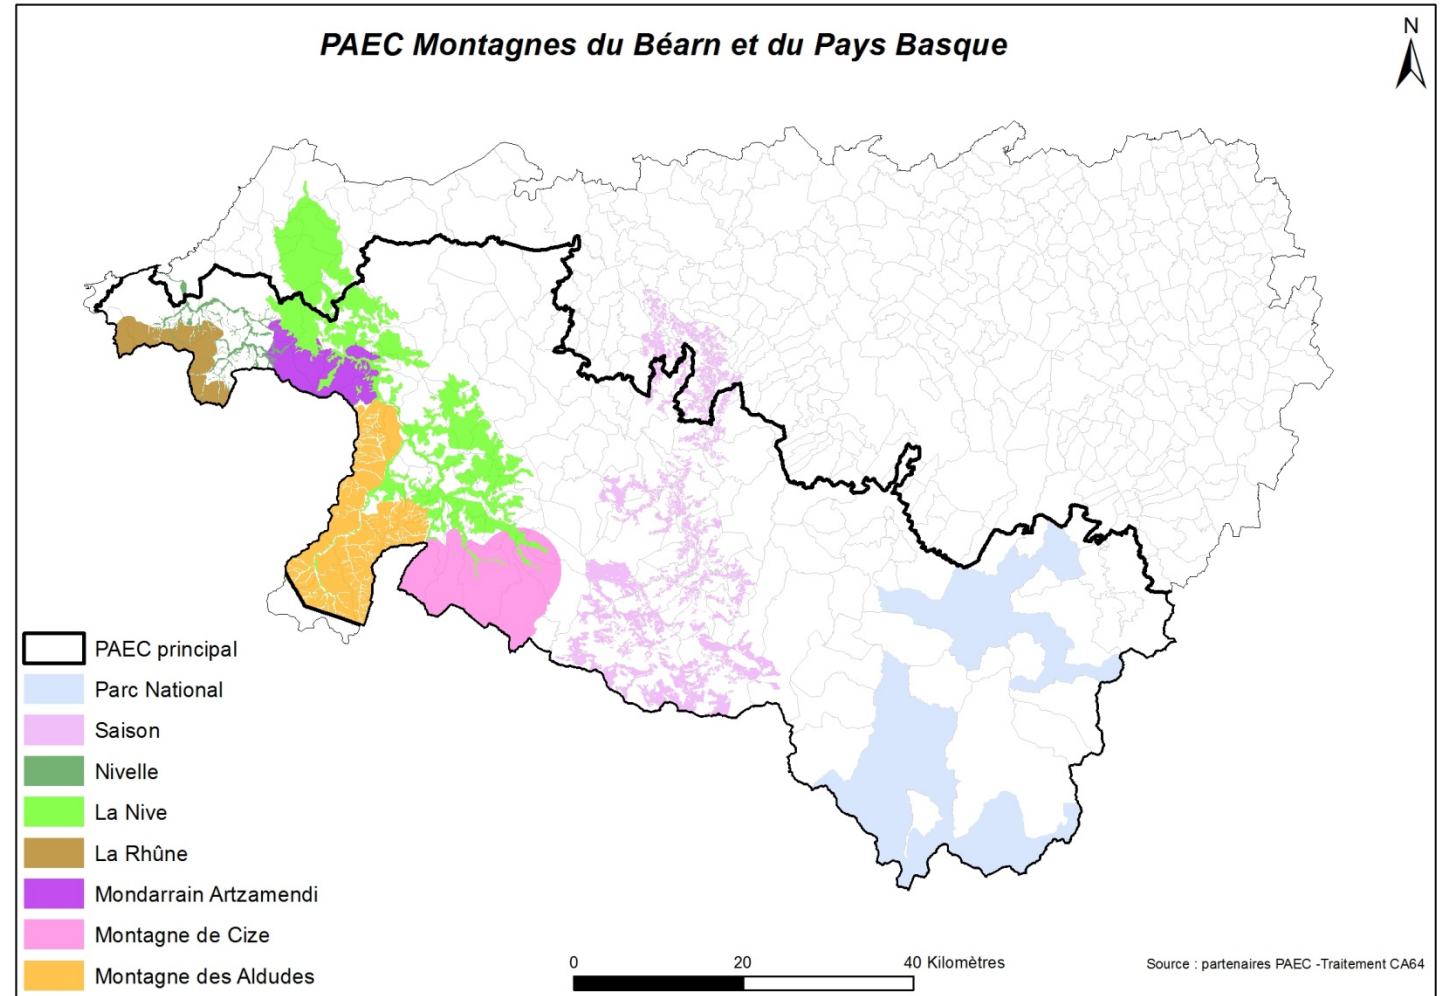 PAEC Montagnes du Béarn et du Pays Basque
N
PAEC principal
Parc National
Saison
Nivelle
La Nive
La Rhûne
Mondarrain Artzamendi
Montagne de Cize
Montagne des Aldudes
0 20 40 Kilomètres
Source : partenaires PAEC -Traitement CA64